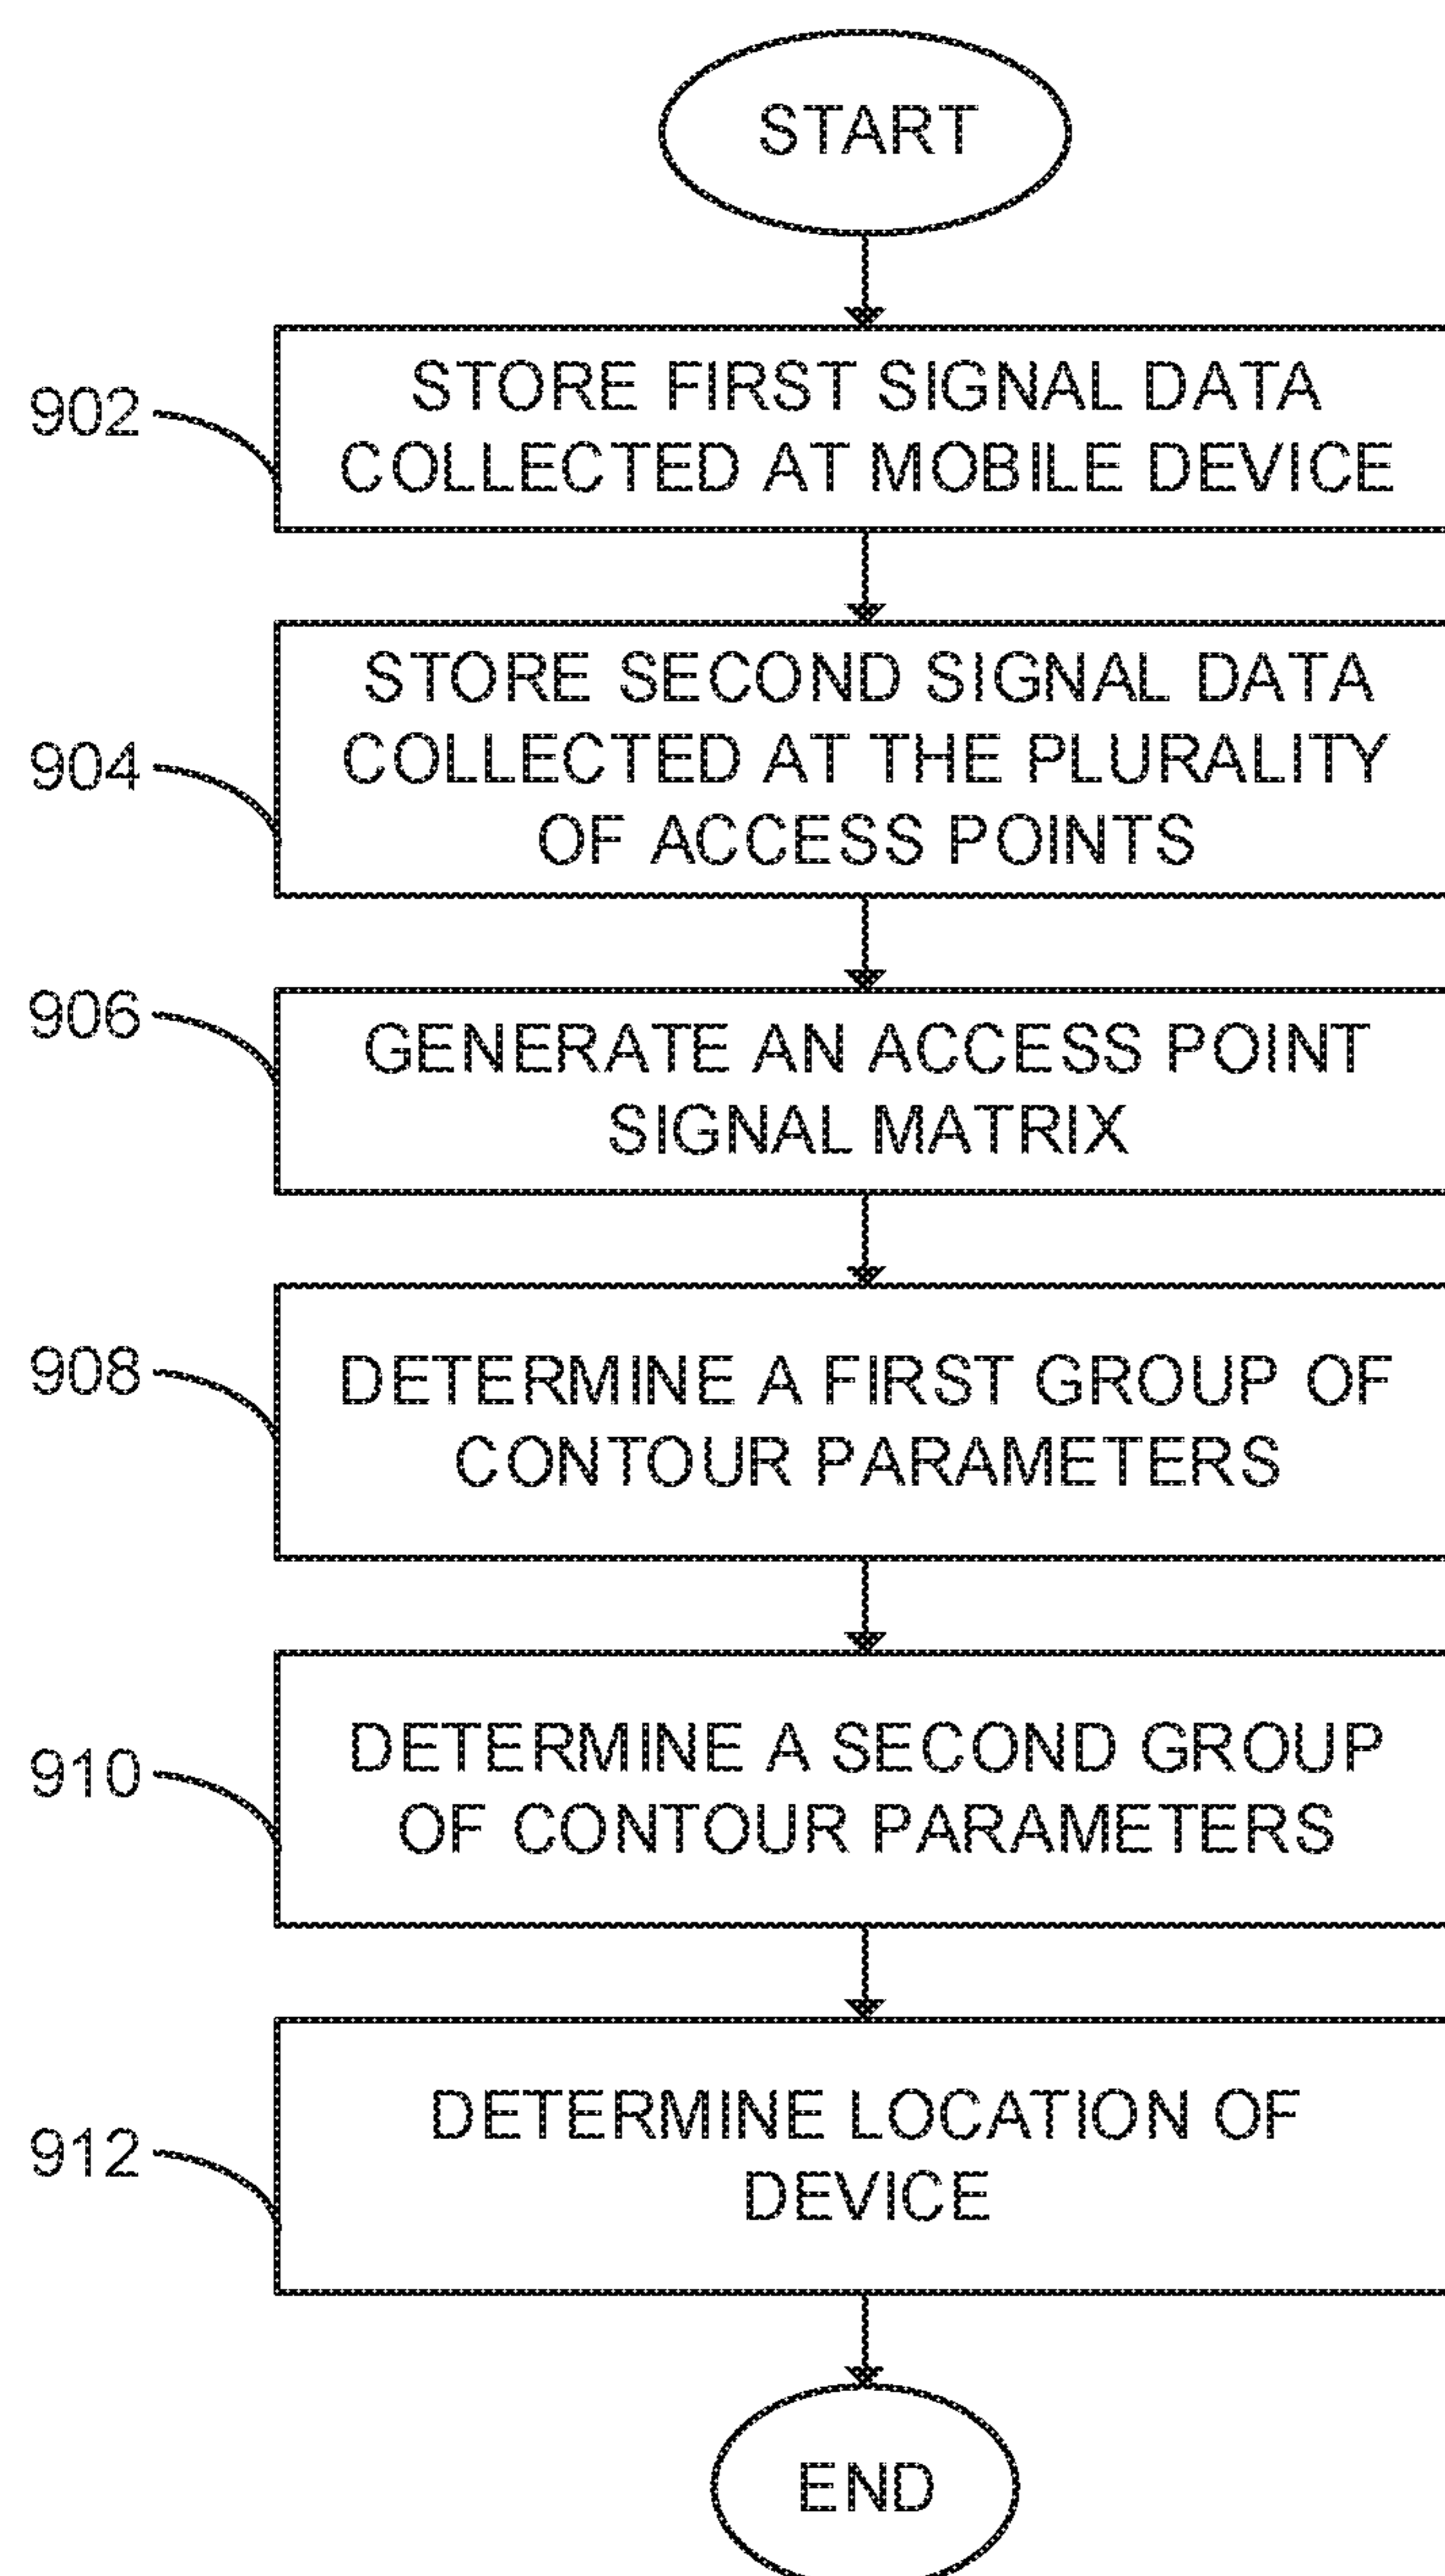 START
902
STORE FIRST SIGNAL DATA
COLLECTED AT MOBILE DEVICE
904
STORE SECOND SIGNAL DATA
COLLECTED AT THE PLURALITY
OF ACCESS POINTS
906
GENERATE AN ACCESS POINT
SIGNAL MATRIX
908
DETERMINE A FIRST GROUP OF
CONTOUR PARAMETERS
910
DETERMINE A SECOND GROUP
OF CONTOUR PARAMETERS
912
DETERMINE LOCATION OF
DEVICE
END